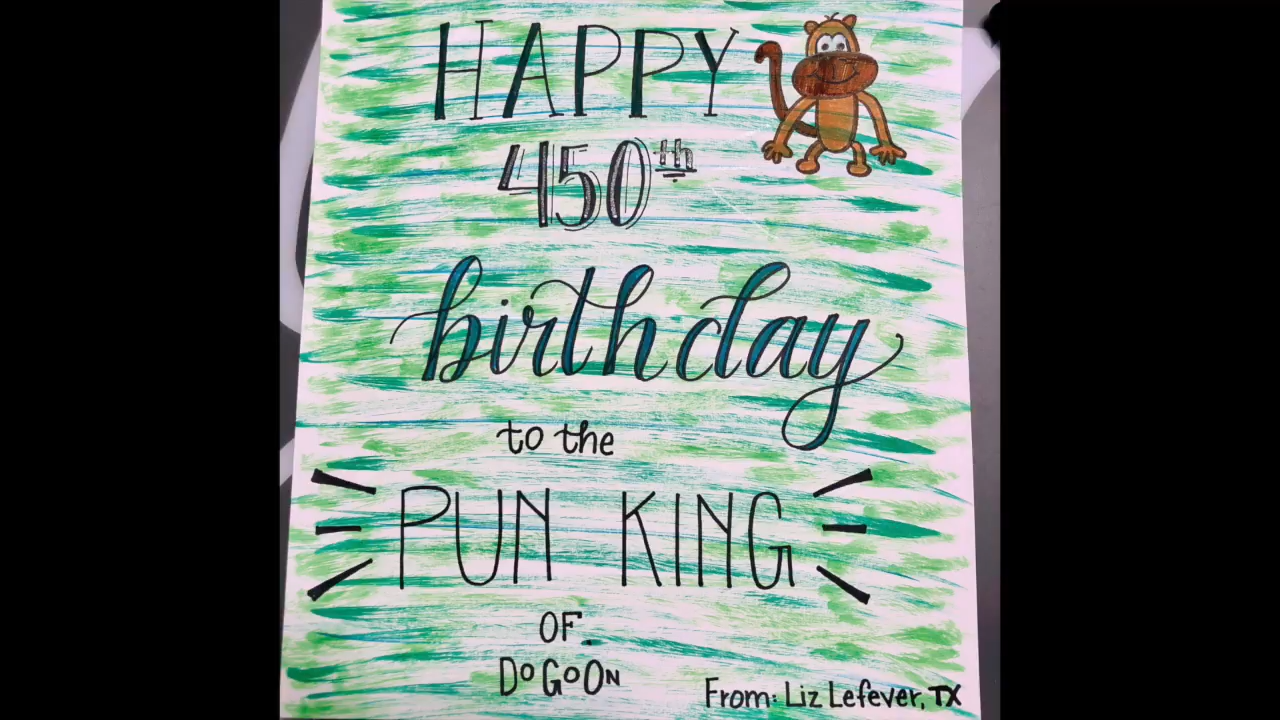 HAPPY
450th
birthday
to the
PUN KING
OF
DoGoON
From: Liz Lefever, TX